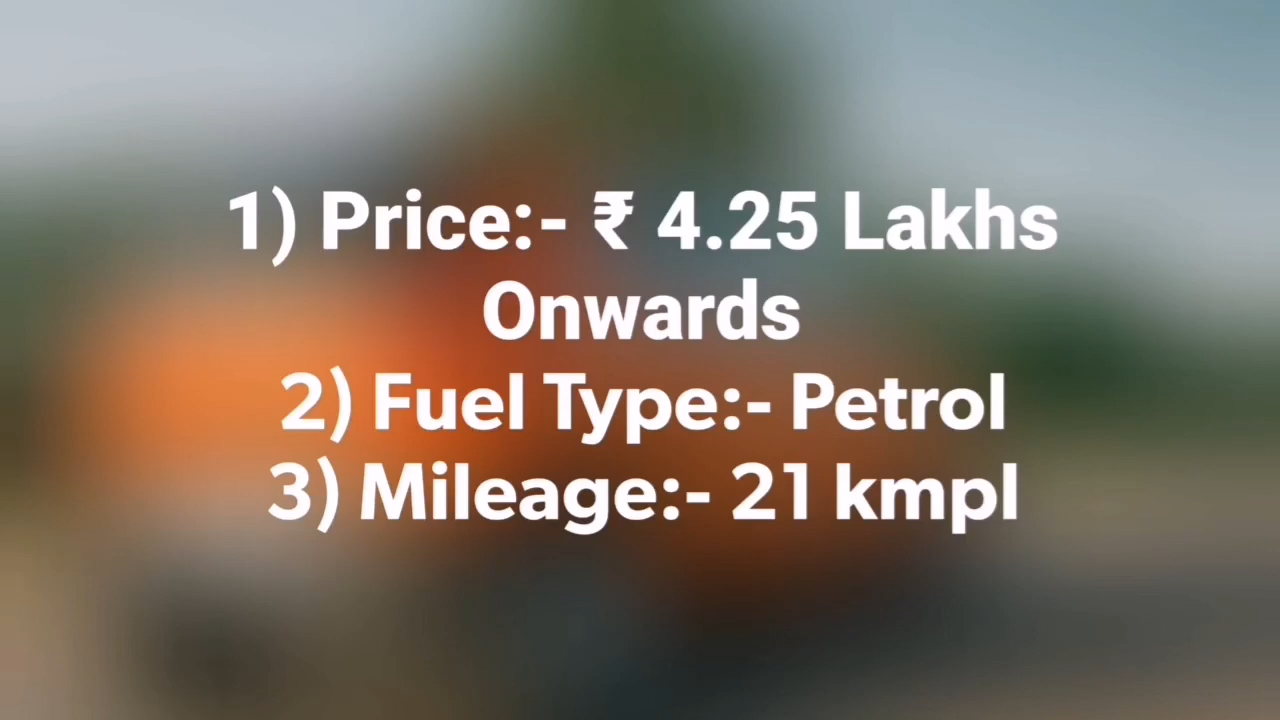 1) Price:- ₹ 4.25 Lakhs
Onwards
2) Fuel Type:- Petrol
3) Mileage:- 21 kmpl